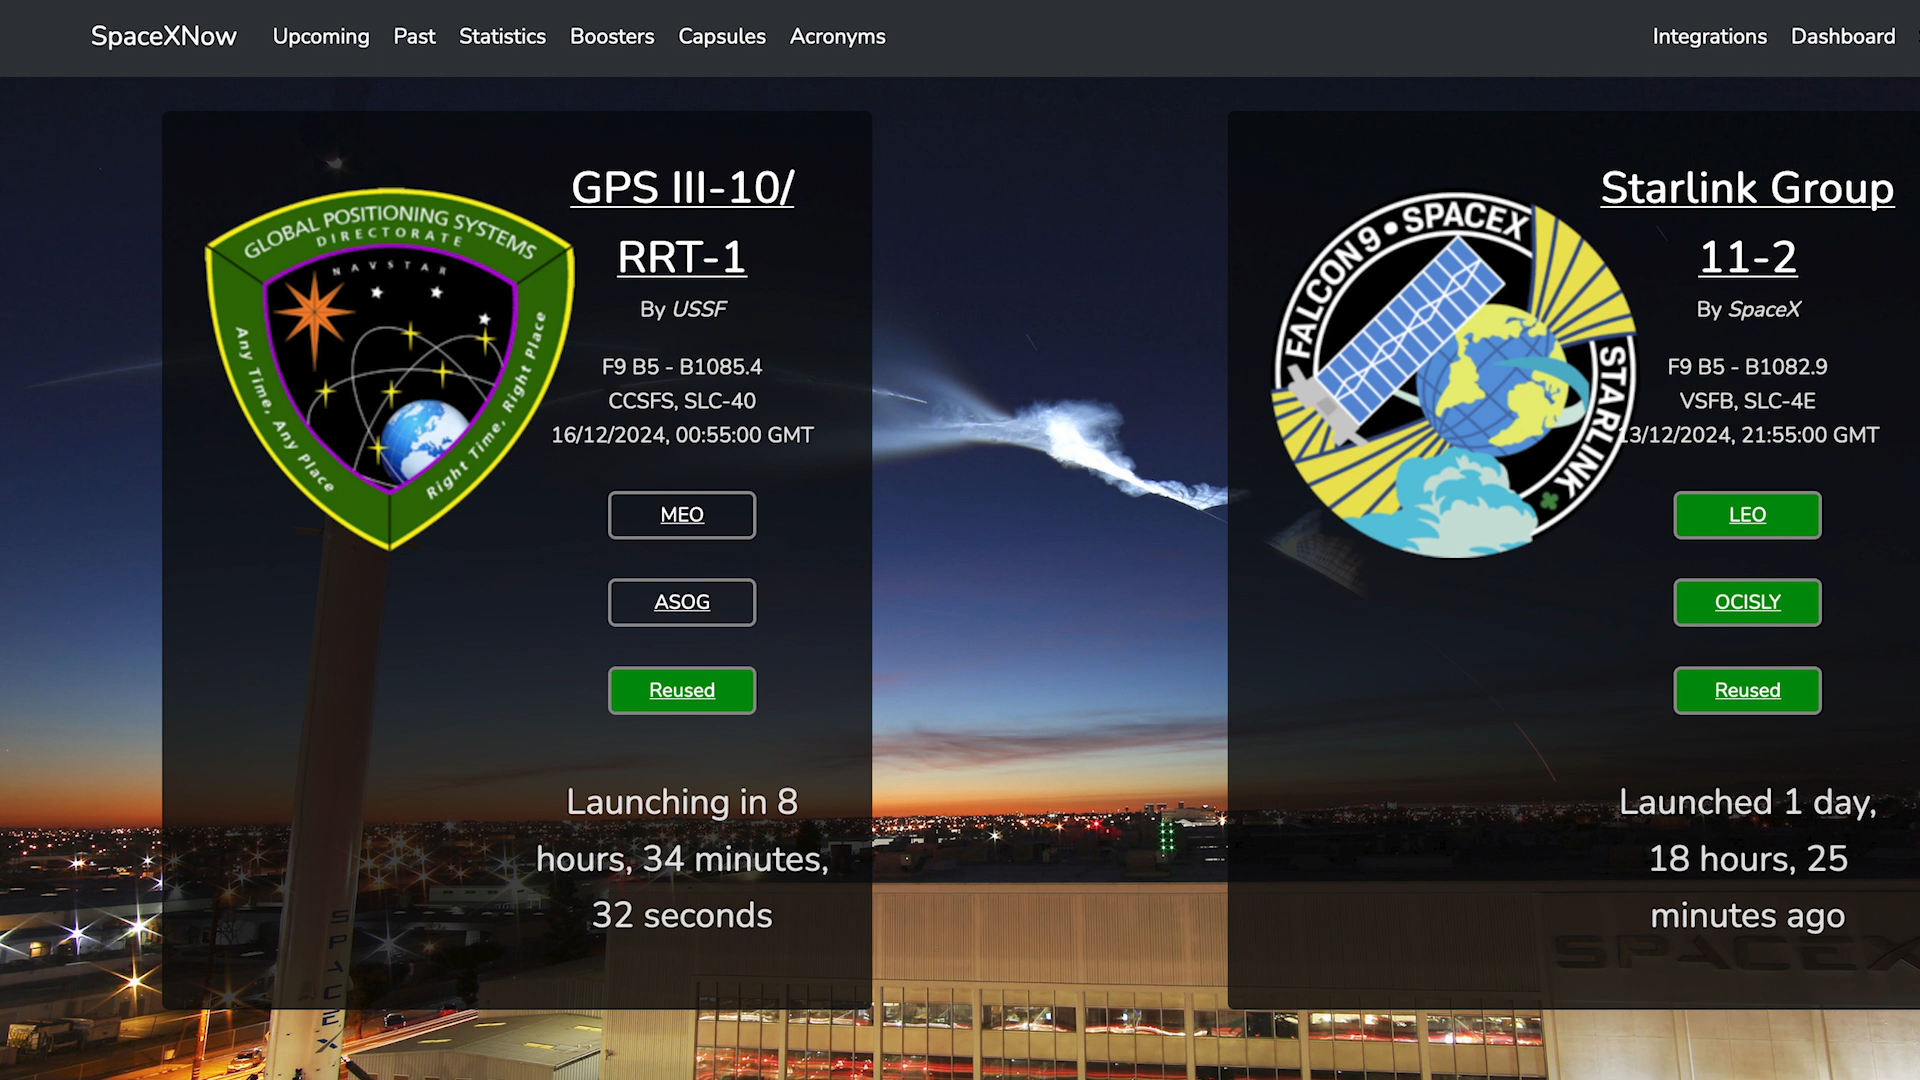 SpaceXNow Upcoming Past Statistics Boosters Capsules Acronyms Integrations Dashboard
GLOBAL POSITIONING SYSTEMS
DIRECTORATE
NAVSTAR
Any Time, Any Place
Right Time, Right Place
GPS III-10/
RRT-1
By USSF
F9 B5 - B1085.4
CCSFS, SLC-40
16/12/2024, 00:55:00 GMT
MEO
ASOG
Reused
Launching in 8
hours, 34 minutes,
32 seconds
FALCON 9 • SPACEX
STARLINK
Starlink Group
11-2
By SpaceX
F9 B5 - B1082.9
VSFB, SLC-4E
13/12/2024, 21:55:00 GMT
LEO
OCISLY
Reused
Launched 1 day,
18 hours, 25
minutes ago
SPACEX
SPACEX